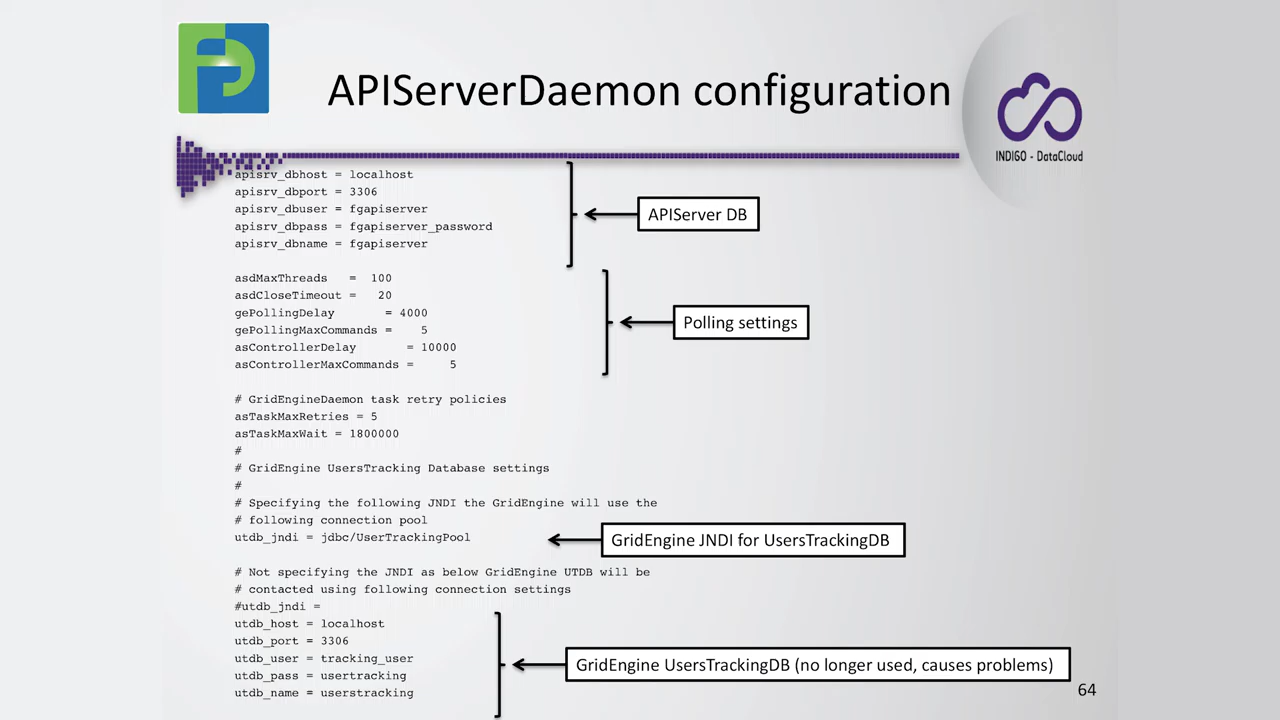 APIServerDaemon configuration
INDIGO - DataCloud
apisrv_dbhost = localhost
apisrv_dbport = 3306
apisrv_dbuser = fgapiserver
apisrv_dbpass = fgapiserver_password
apisrv_dbname = fgapiserver
APIServer DB
asdMaxThreads   =  100
asdCloseTimeout =   20
gePollingDelay       = 4000
gePollingMaxCommands =    5
asControllerDelay       = 10000
asControllerMaxCommands =     5
Polling settings
# GridEngineDaemon task retry policies
asTaskMaxRetries = 5
asTaskMaxWait = 1800000
#
# GridEngine UsersTracking Database settings
#
# Specifying the following JNDI the GridEngine will use the
# following connection pool
utdb_jndi = jdbc/UserTrackingPool
GridEngine JNDI for UsersTrackingDB
# Not specifying the JNDI as below GridEngine UTDB will be
# contacted using following connection settings
#utdb_jndi =
utdb_host = localhost
utdb_port = 3306
utdb_user = tracking_user
utdb_pass = usertracking
utdb_name = userstracking
GridEngine UsersTrackingDB (no longer used, causes problems)
64